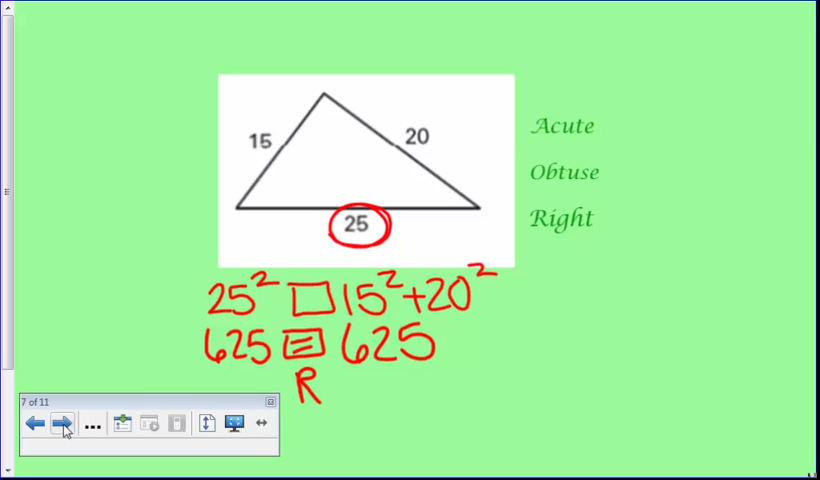 15
20
25
Acute
Obtuse
Right
25² □ 15²+20²
625 = 625
R
7 of 11
...